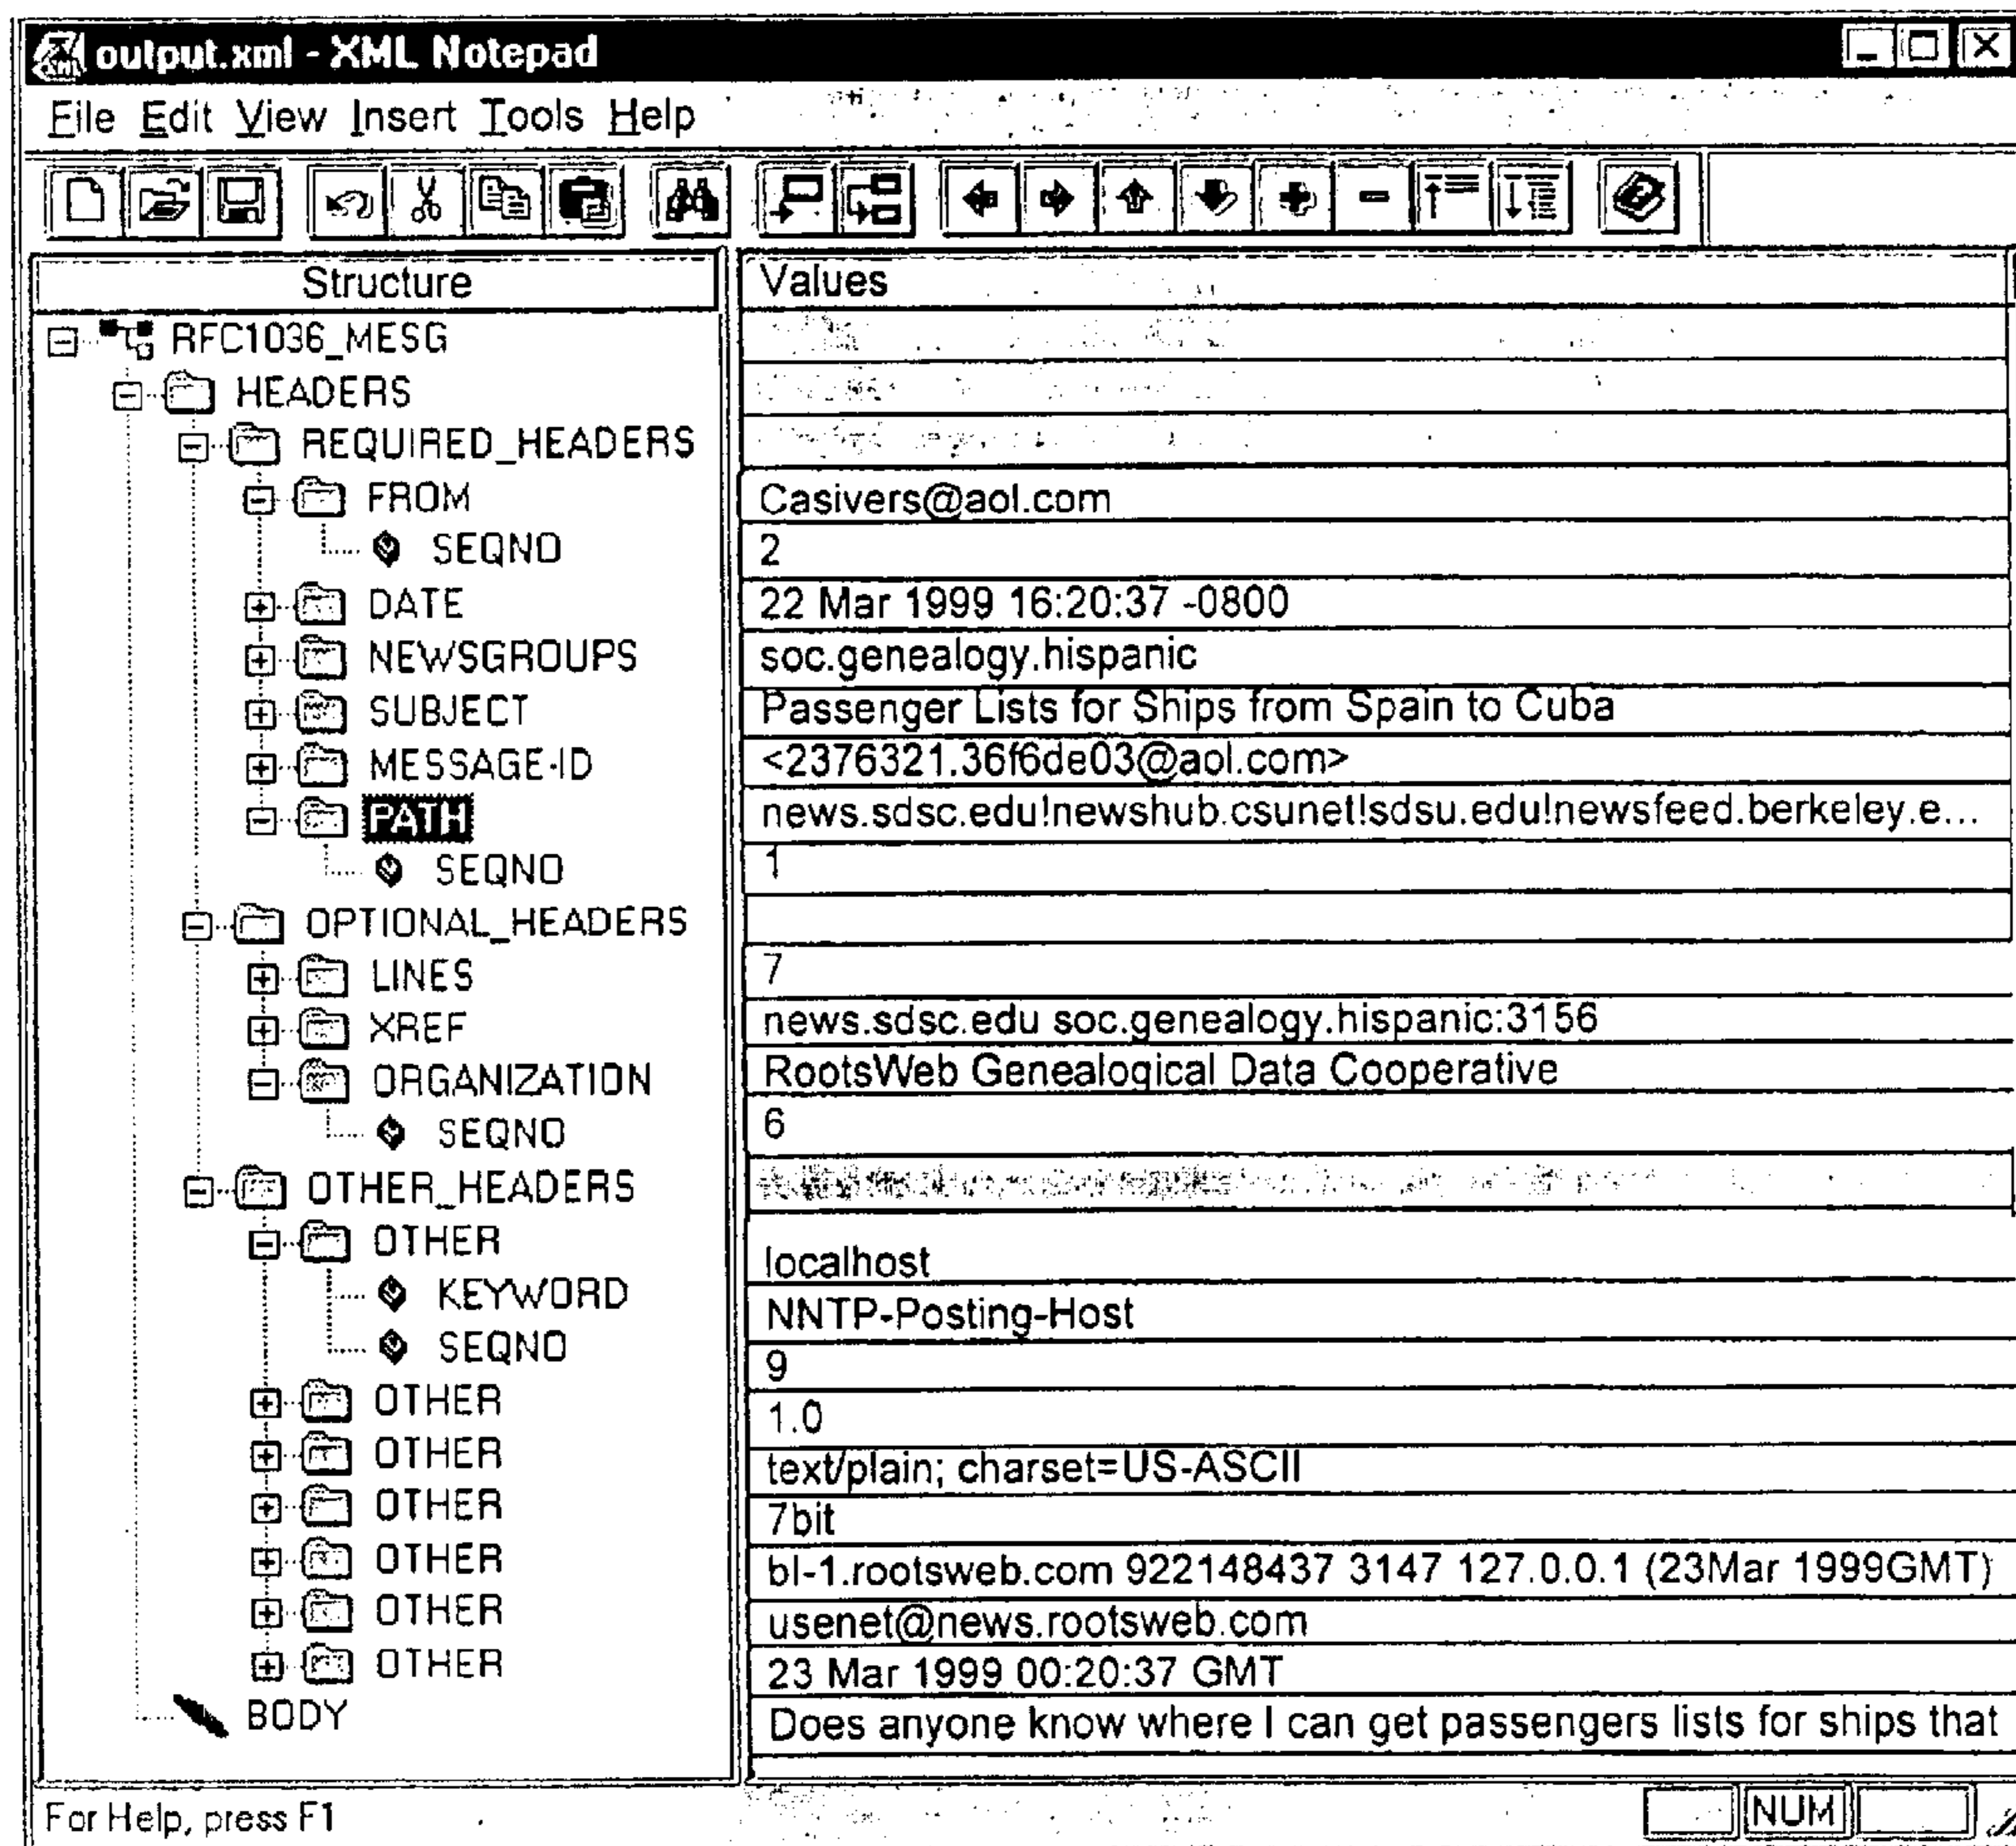 output.xml - XML Notepad
File Edit View Insert Tools Help
Structure Values
RFC1036_MESG
HEADERS
REQUIRED_HEADERS
FROM Casivers@aol.com
SEQNO 2
DATE 22 Mar 1999 16:20:37 -0800
NEWSGROUPS soc.genealogy.hispanic
SUBJECT Passenger Lists for Ships from Spain to Cuba
MESSAGE-ID <2376321.36f6de03@aol.com>
PATH news.sdsc.edu!newshub.csunet!sdsu.edu!newsfeed.berkeley.e...
SEQNO 1
OPTIONAL_HEADERS
LINES 7
XREF news.sdsc.edu soc.genealogy.hispanic:3156
ORGANIZATION RootsWeb Genealogical Data Cooperative
SEQNO 6
OTHER_HEADERS
OTHER localhost
KEYWORD NNTP-Posting-Host
SEQNO 9
OTHER 1.0
OTHER text/plain; charset=US-ASCII
OTHER 7bit
OTHER bl-1.rootsweb.com 922148437 3147 127.0.0.1 (23Mar 1999GMT)
OTHER usenet@news.rootsweb.com
OTHER 23 Mar 1999 00:20:37 GMT
BODY Does anyone know where I can get passengers lists for ships that
For Help, press F1 NUM